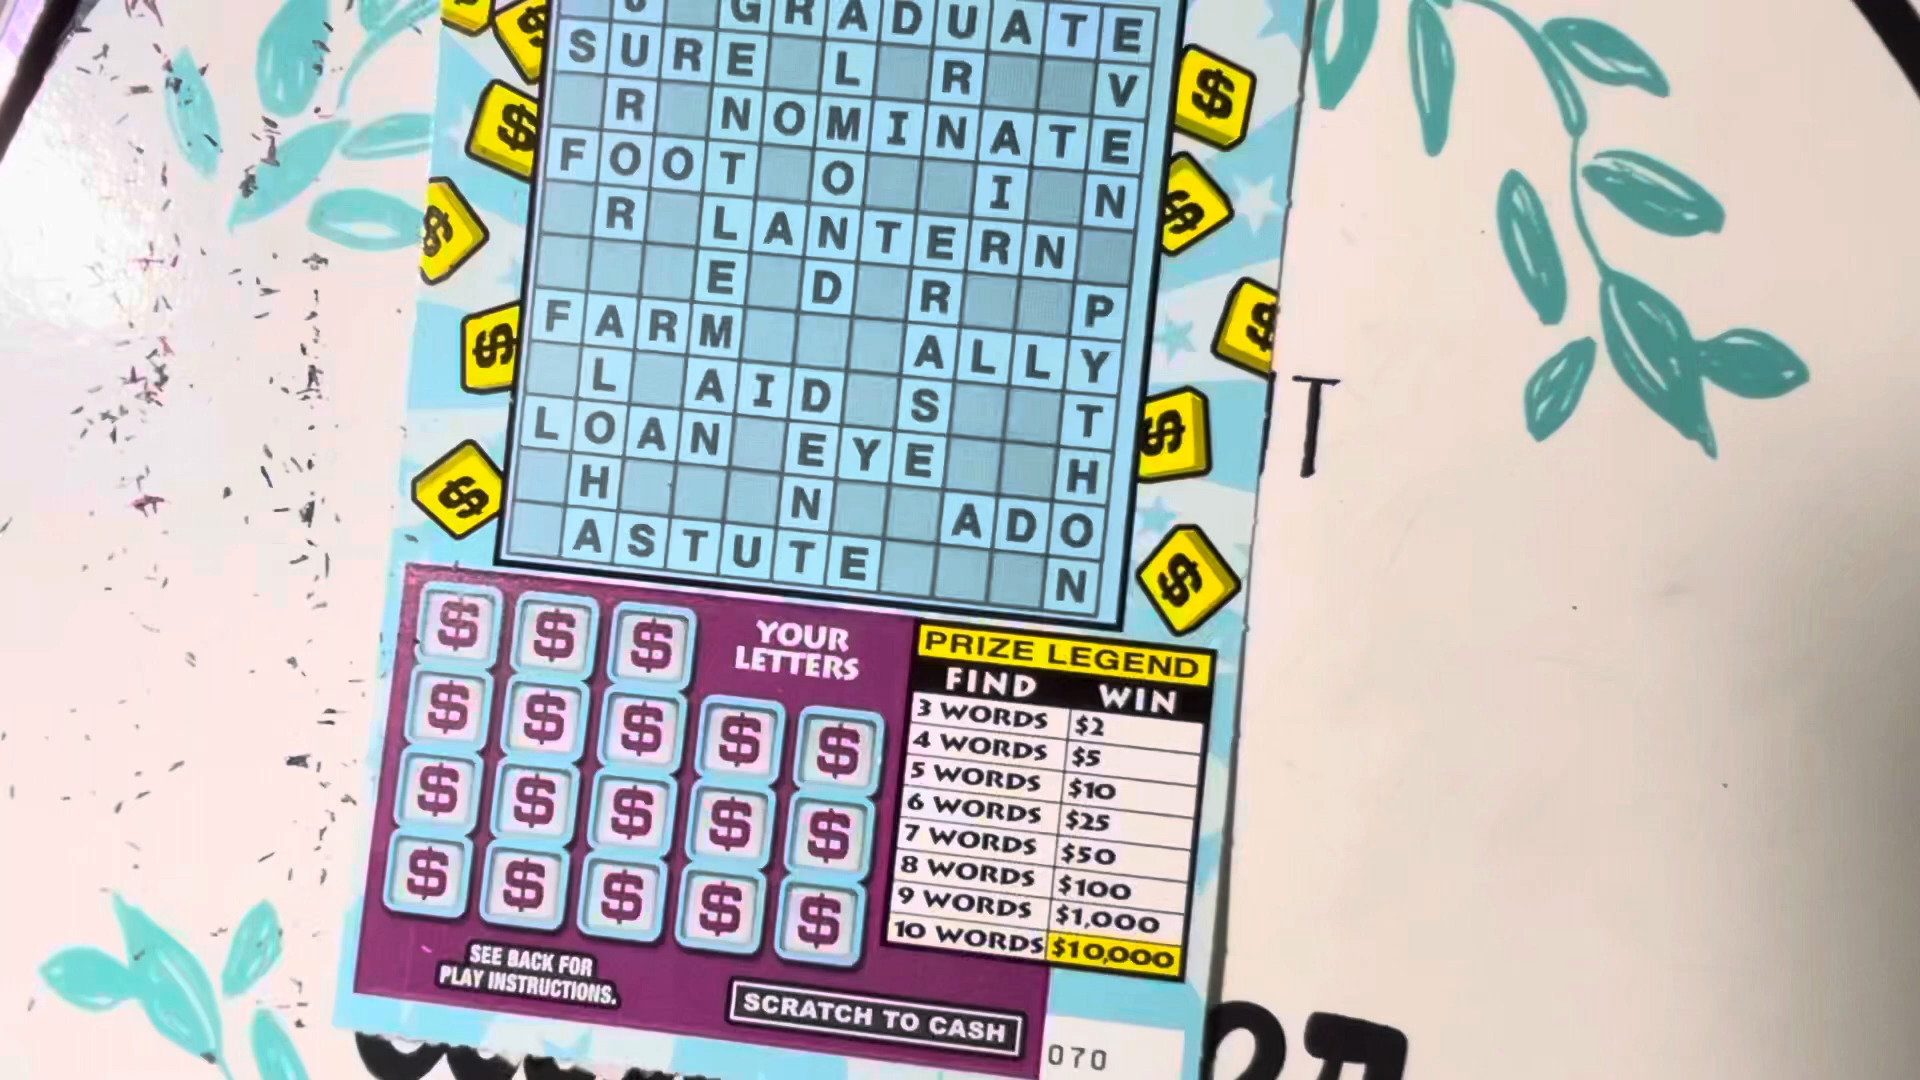 J GRADUATE
SURE L R V
R NOMINATE
FOOT O I N
R LANTERN
E D R P
FARM ALLY
L AID S T
LOAN EYE H
H N ADO
ASTUTE N
$ $ $
YOUR
LETTERS
$ $ $ $ $
$ $ $ $ $
$ $ $ $ $
SEE BACK FOR
PLAY INSTRUCTIONS.
SCRATCH TO CASH
PRIZE LEGEND
FIND WIN
3 WORDS $2
4 WORDS $5
5 WORDS $10
6 WORDS $25
7 WORDS $50
8 WORDS $100
9 WORDS $1,000
10 WORDS $10,000
070
T